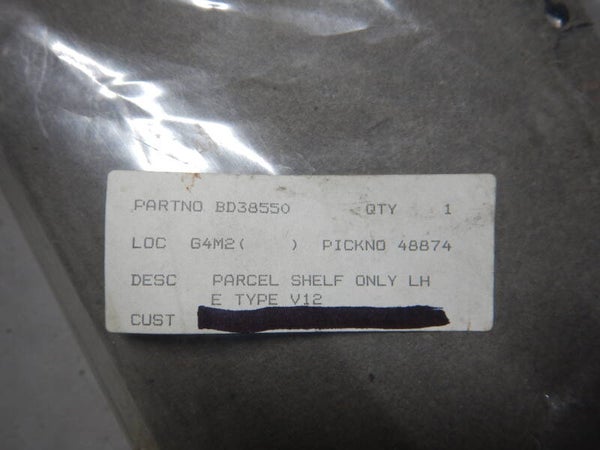 PARTNO BD38550 QTY 1
LOC G4M2( ) PICKNO 48874
DESC PARCEL SHELF ONLY LH
E TYPE V12
CUST